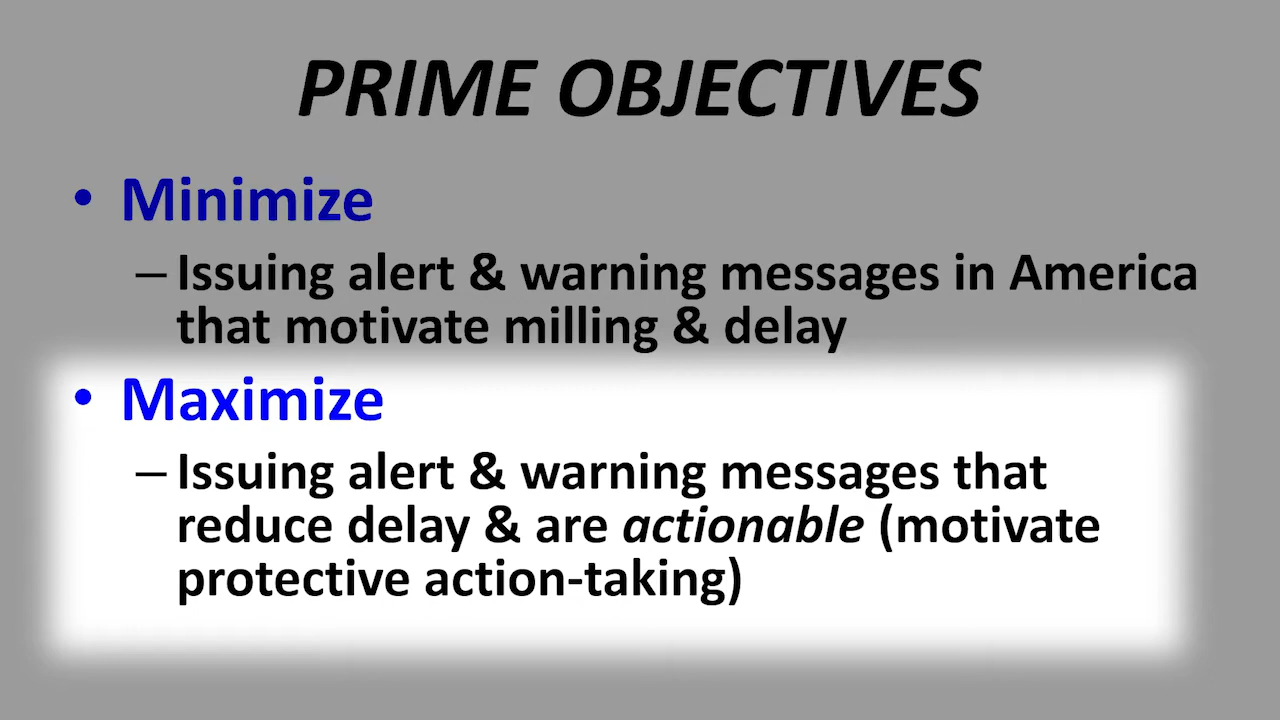 PRIME OBJECTIVES
• Minimize
– Issuing alert & warning messages in America
that motivate milling & delay
• Maximize
– Issuing alert & warning messages that
reduce delay & are actionable (motivate
protective action-taking)